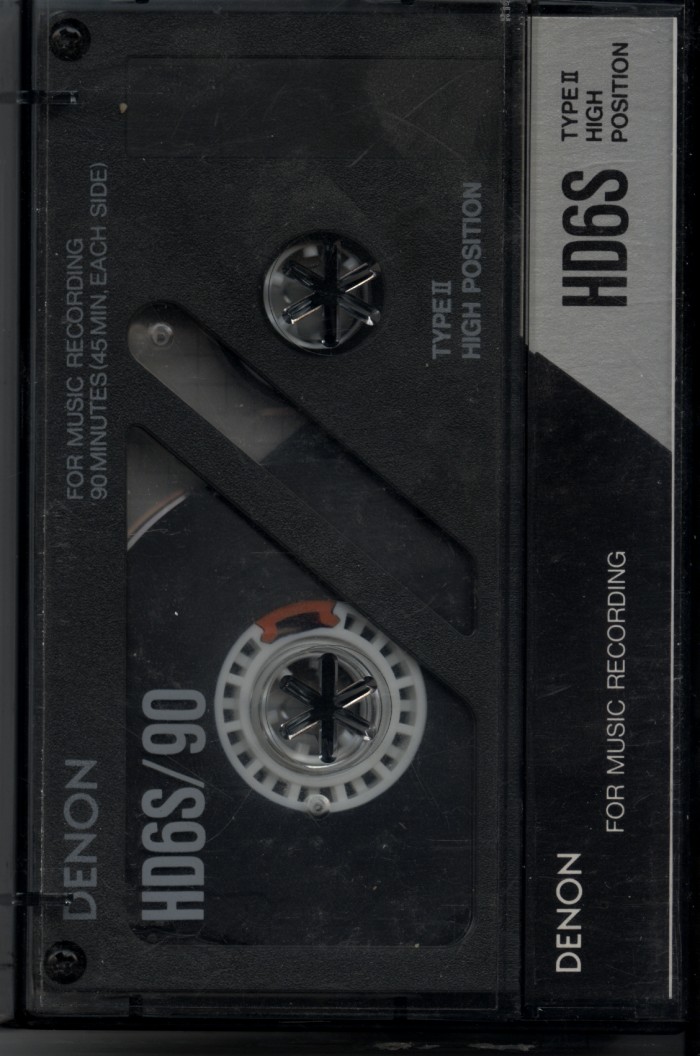 DENON
FOR MUSIC RECORDING
90 MINUTES (45 MIN. EACH SIDE)
HD6S/90
TYPE II
HIGH POSITION
DENON
FOR MUSIC RECORDING
HD6S
TYPE II
HIGH
POSITION